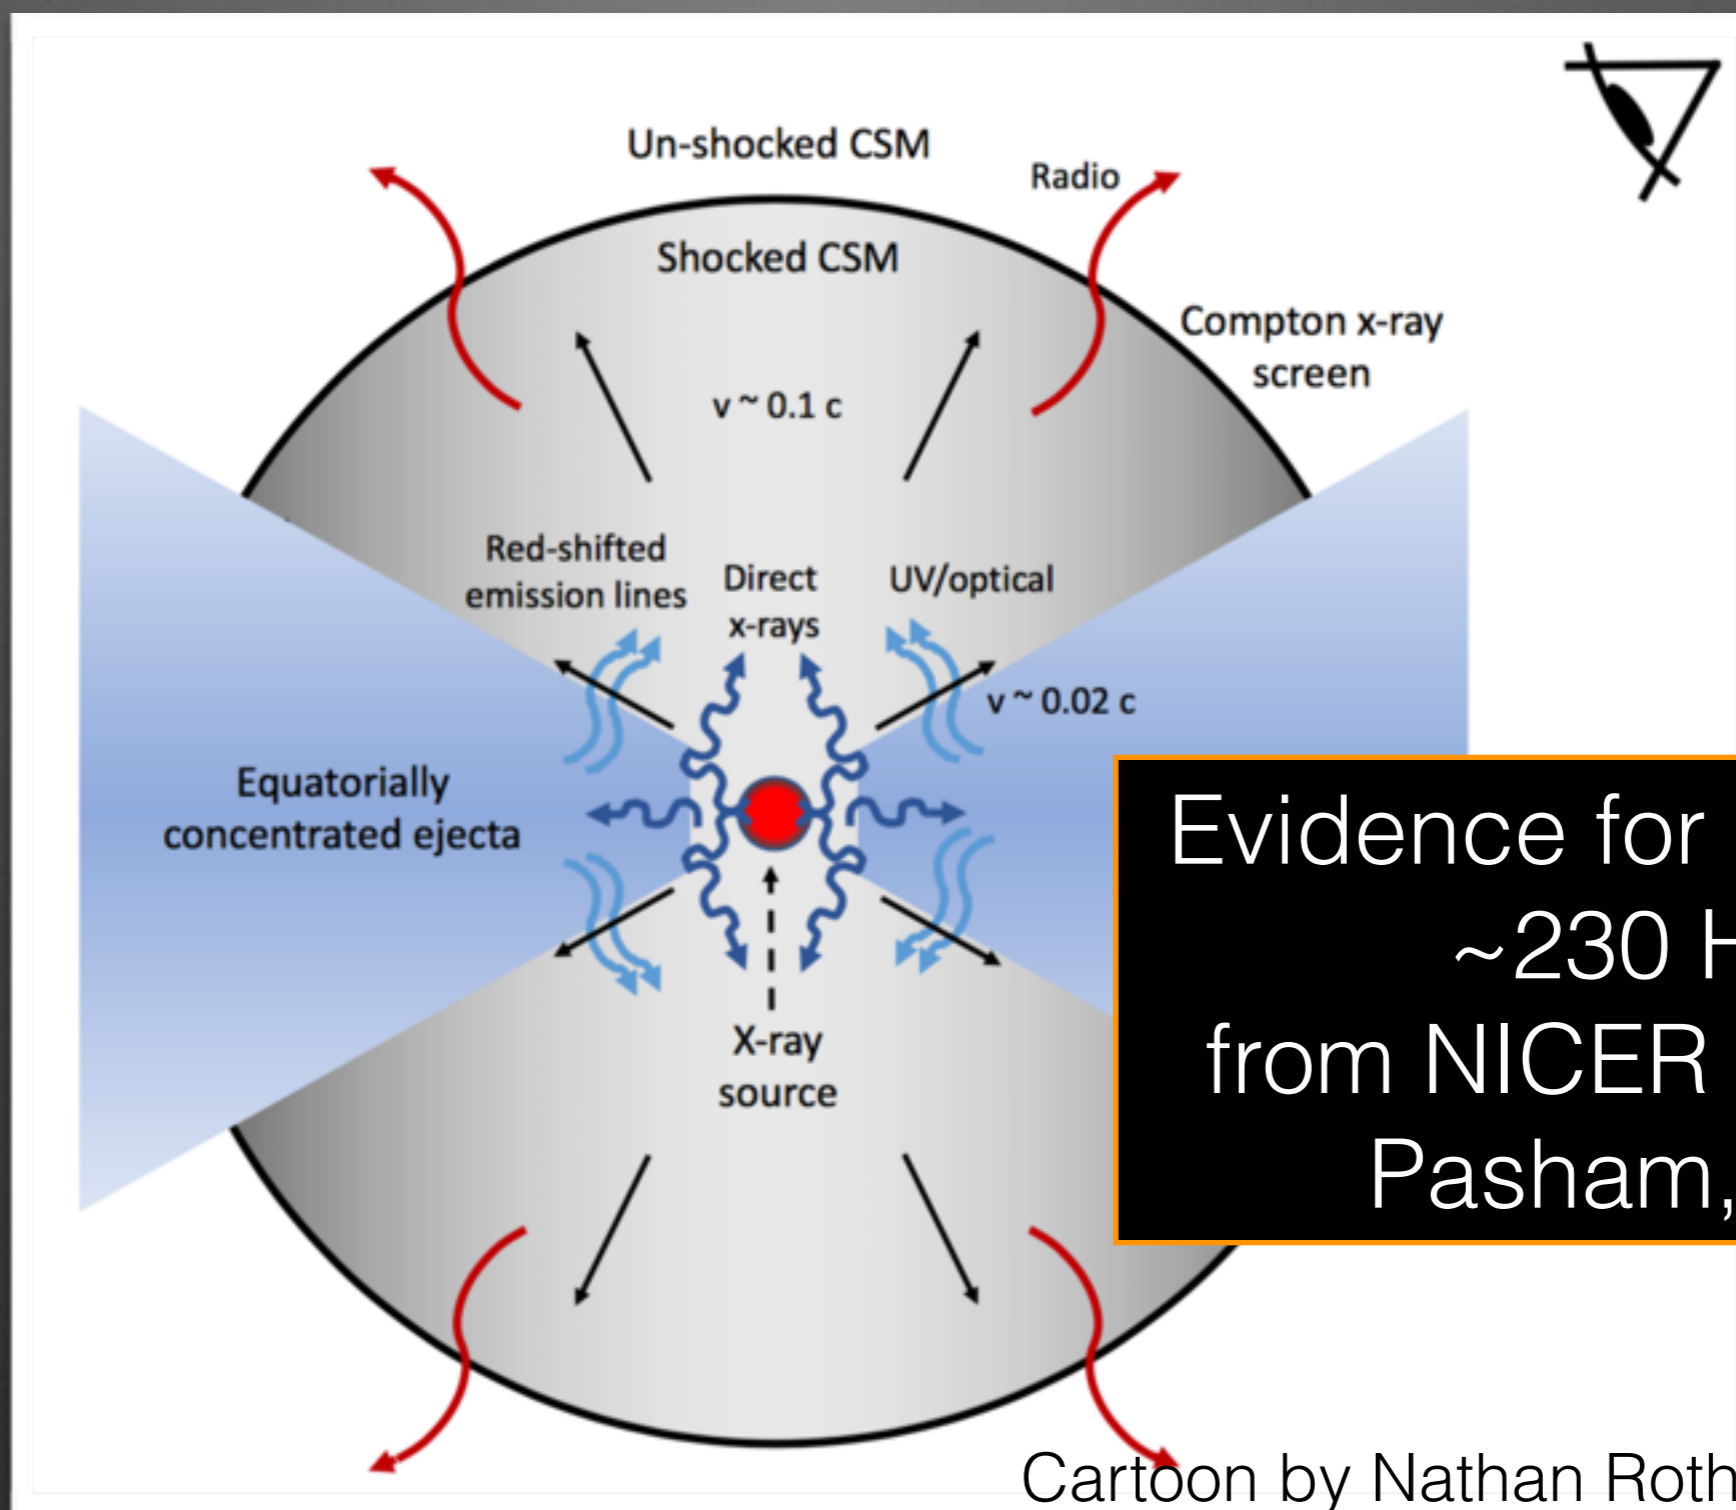 Un-shocked CSM
Radio
Shocked CSM
Compton x-ray
screen
v ~ 0.1 c
Red-shifted
emission lines
Direct
x-rays
UV/optical
v ~ 0.02 c
Equatorially
concentrated ejecta
Evidence for
~230 H
from NICER
Pasham,
X-ray
source
Cartoon by Nathan Roth